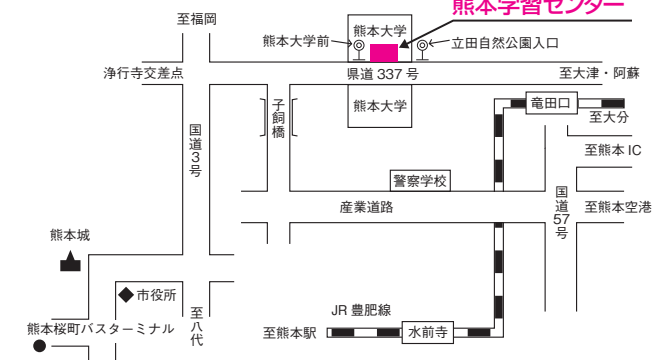 熊本学習センター
至福岡
熊本大学
熊本大学前
立田自然公園入口
浄行寺交差点
県道 337 号
至大津・阿蘇
子飼橋
熊本大学
竜田口
至大分
国道3号
至熊本 IC
警察学校
産業道路
国道57号
至熊本空港
熊本城
市役所
至八代
熊本桜町バスターミナル
JR 豊肥線
至熊本駅
水前寺